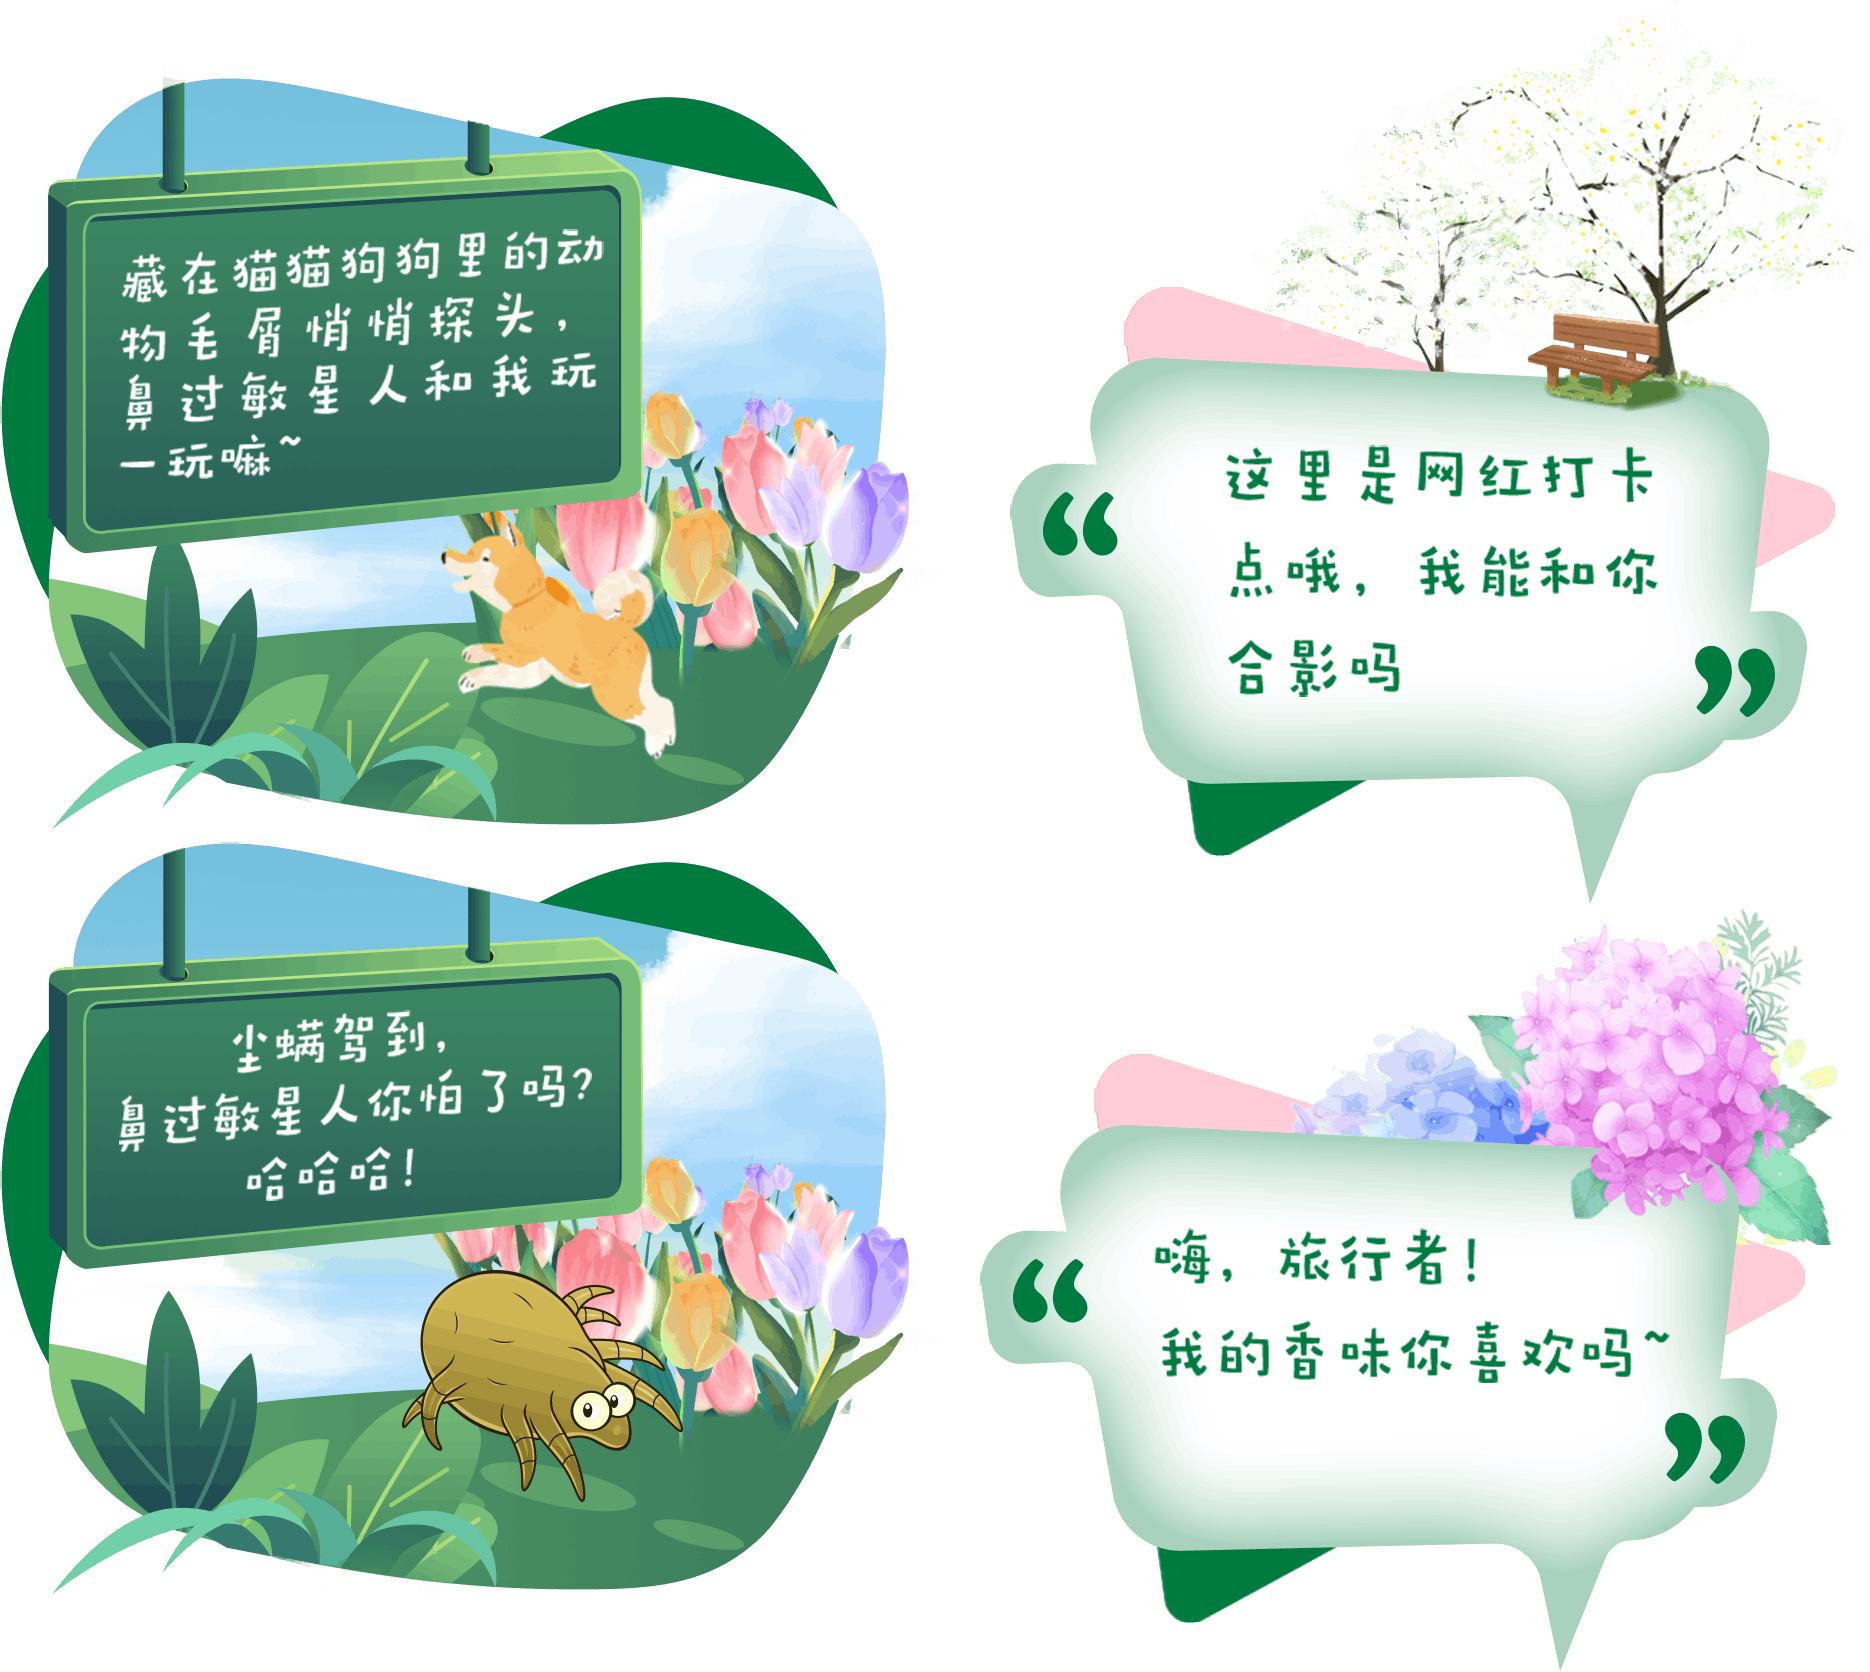 藏在猫猫狗狗里的动
物毛屑悄悄探头，
鼻过敏星人和我玩
一玩嘛~
“这里是网红打卡
点哦，我能和你
合影吗”
尘螨驾到，
鼻过敏星人你怕了吗？
哈哈哈！
“嗨，旅行者！
我的香味你喜欢吗~”